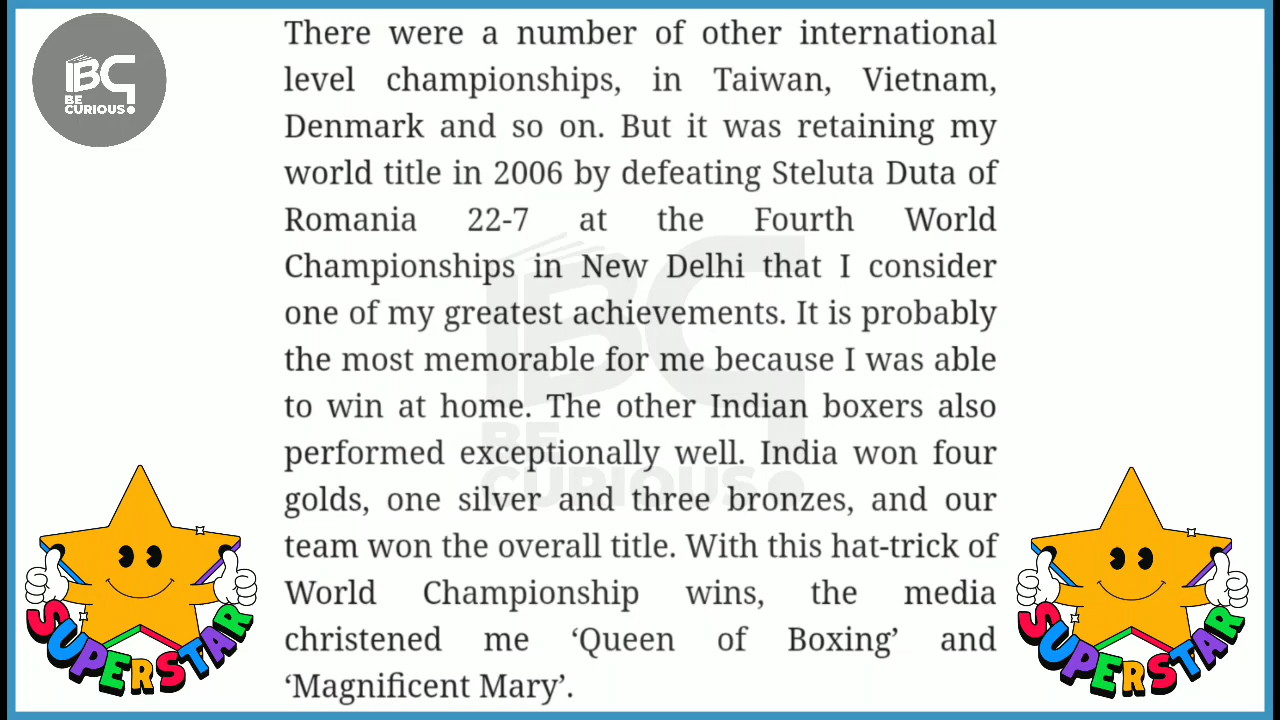 BQ
BE
CURIOUS.
There were a number of other international
level championships, in Taiwan, Vietnam,
Denmark and so on. But it was retaining my
world title in 2006 by defeating Steluta Duta of
Romania 22-7 at the Fourth World
Championships in New Delhi that I consider
one of my greatest achievements. It is probably
the most memorable for me because I was able
to win at home. The other Indian boxers also
performed exceptionally well. India won four
golds, one silver and three bronzes, and our
team won the overall title. With this hat-trick of
World Championship wins, the media
christened me ‘Queen of Boxing’ and
‘Magnificent Mary’.
BQ
BE
CURIOUS.
SUPERSTAR
SUPERSTAR